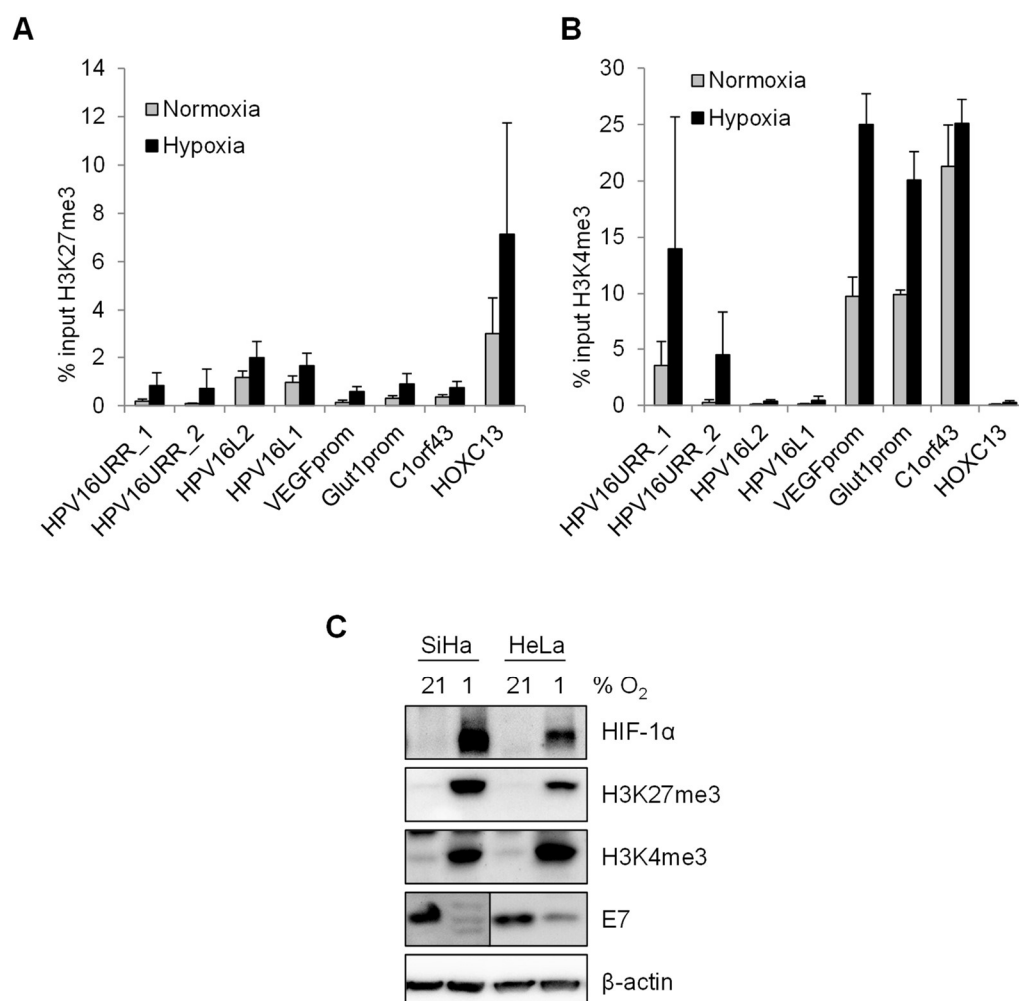 A
% input H3K27me3
14
12
10
8
6
4
2
0
Normoxia
Hypoxia
HPV16URR_1
HPV16URR_2
HPV16L2
HPV16L1
VEGFprom
Glut1prom
C1orf43
HOXC13
B
% input H3K4me3
30
25
20
15
10
5
0
Normoxia
Hypoxia
HPV16URR_1
HPV16URR_2
HPV16L2
HPV16L1
VEGFprom
Glut1prom
C1orf43
HOXC13
C
SiHa HeLa
21 1 21 1 % O₂
HIF-1α
H3K27me3
H3K4me3
E7
β-actin